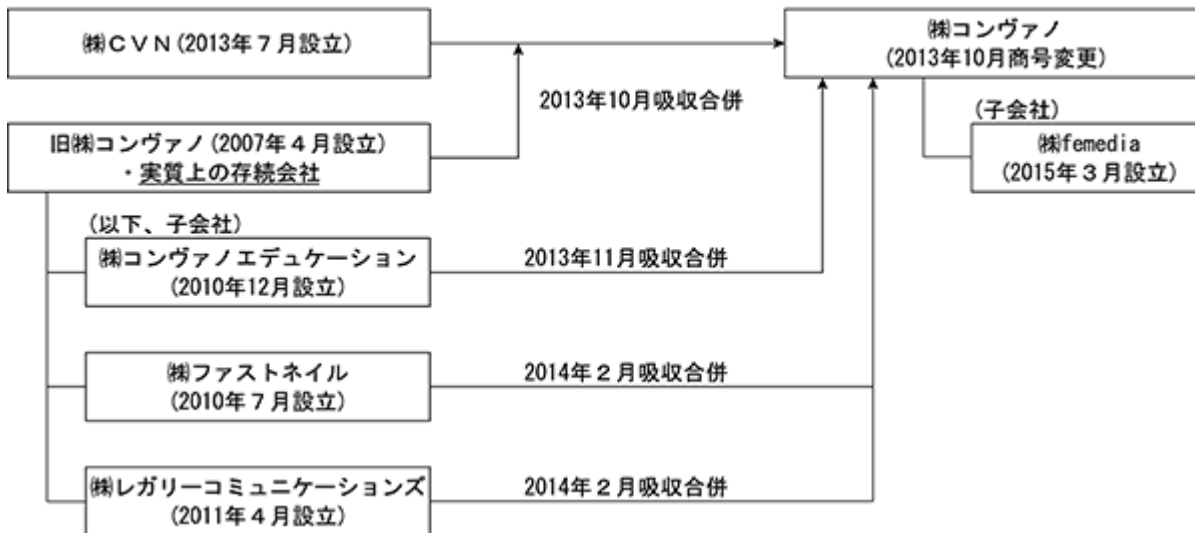 ㈱ＣＶＮ(2013年７月設立)
㈱コンヴァノ
(2013年10月商号変更)
2013年10月吸収合併
(子会社)
旧㈱コンヴァノ(2007年４月設立)
・実質上の存続会社
㈱femedia
(2015年３月設立)
(以下、子会社)
㈱コンヴァノエデュケーション
(2010年12月設立)
2013年11月吸収合併
㈱ファストネイル
(2010年７月設立)
2014年２月吸収合併
㈱レガリーコミュニケーションズ
(2011年４月設立)
2014年２月吸収合併